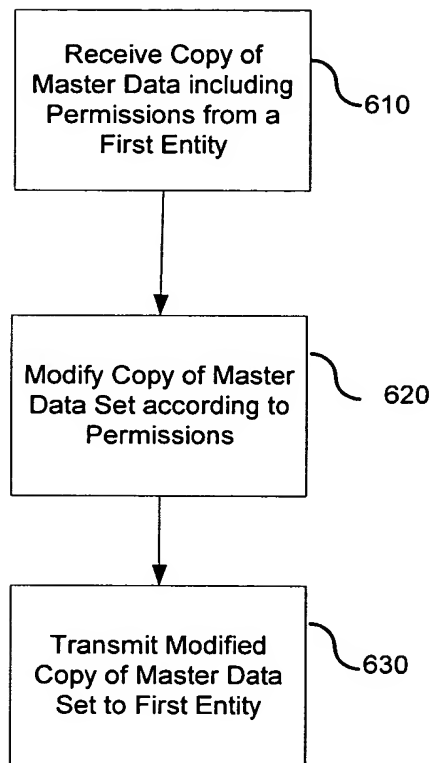 Receive Copy of
Master Data including
Permissions from a
First Entity
610
Modify Copy of Master
Data Set according to
Permissions
620
Transmit Modified
Copy of Master Data
Set to First Entity
630